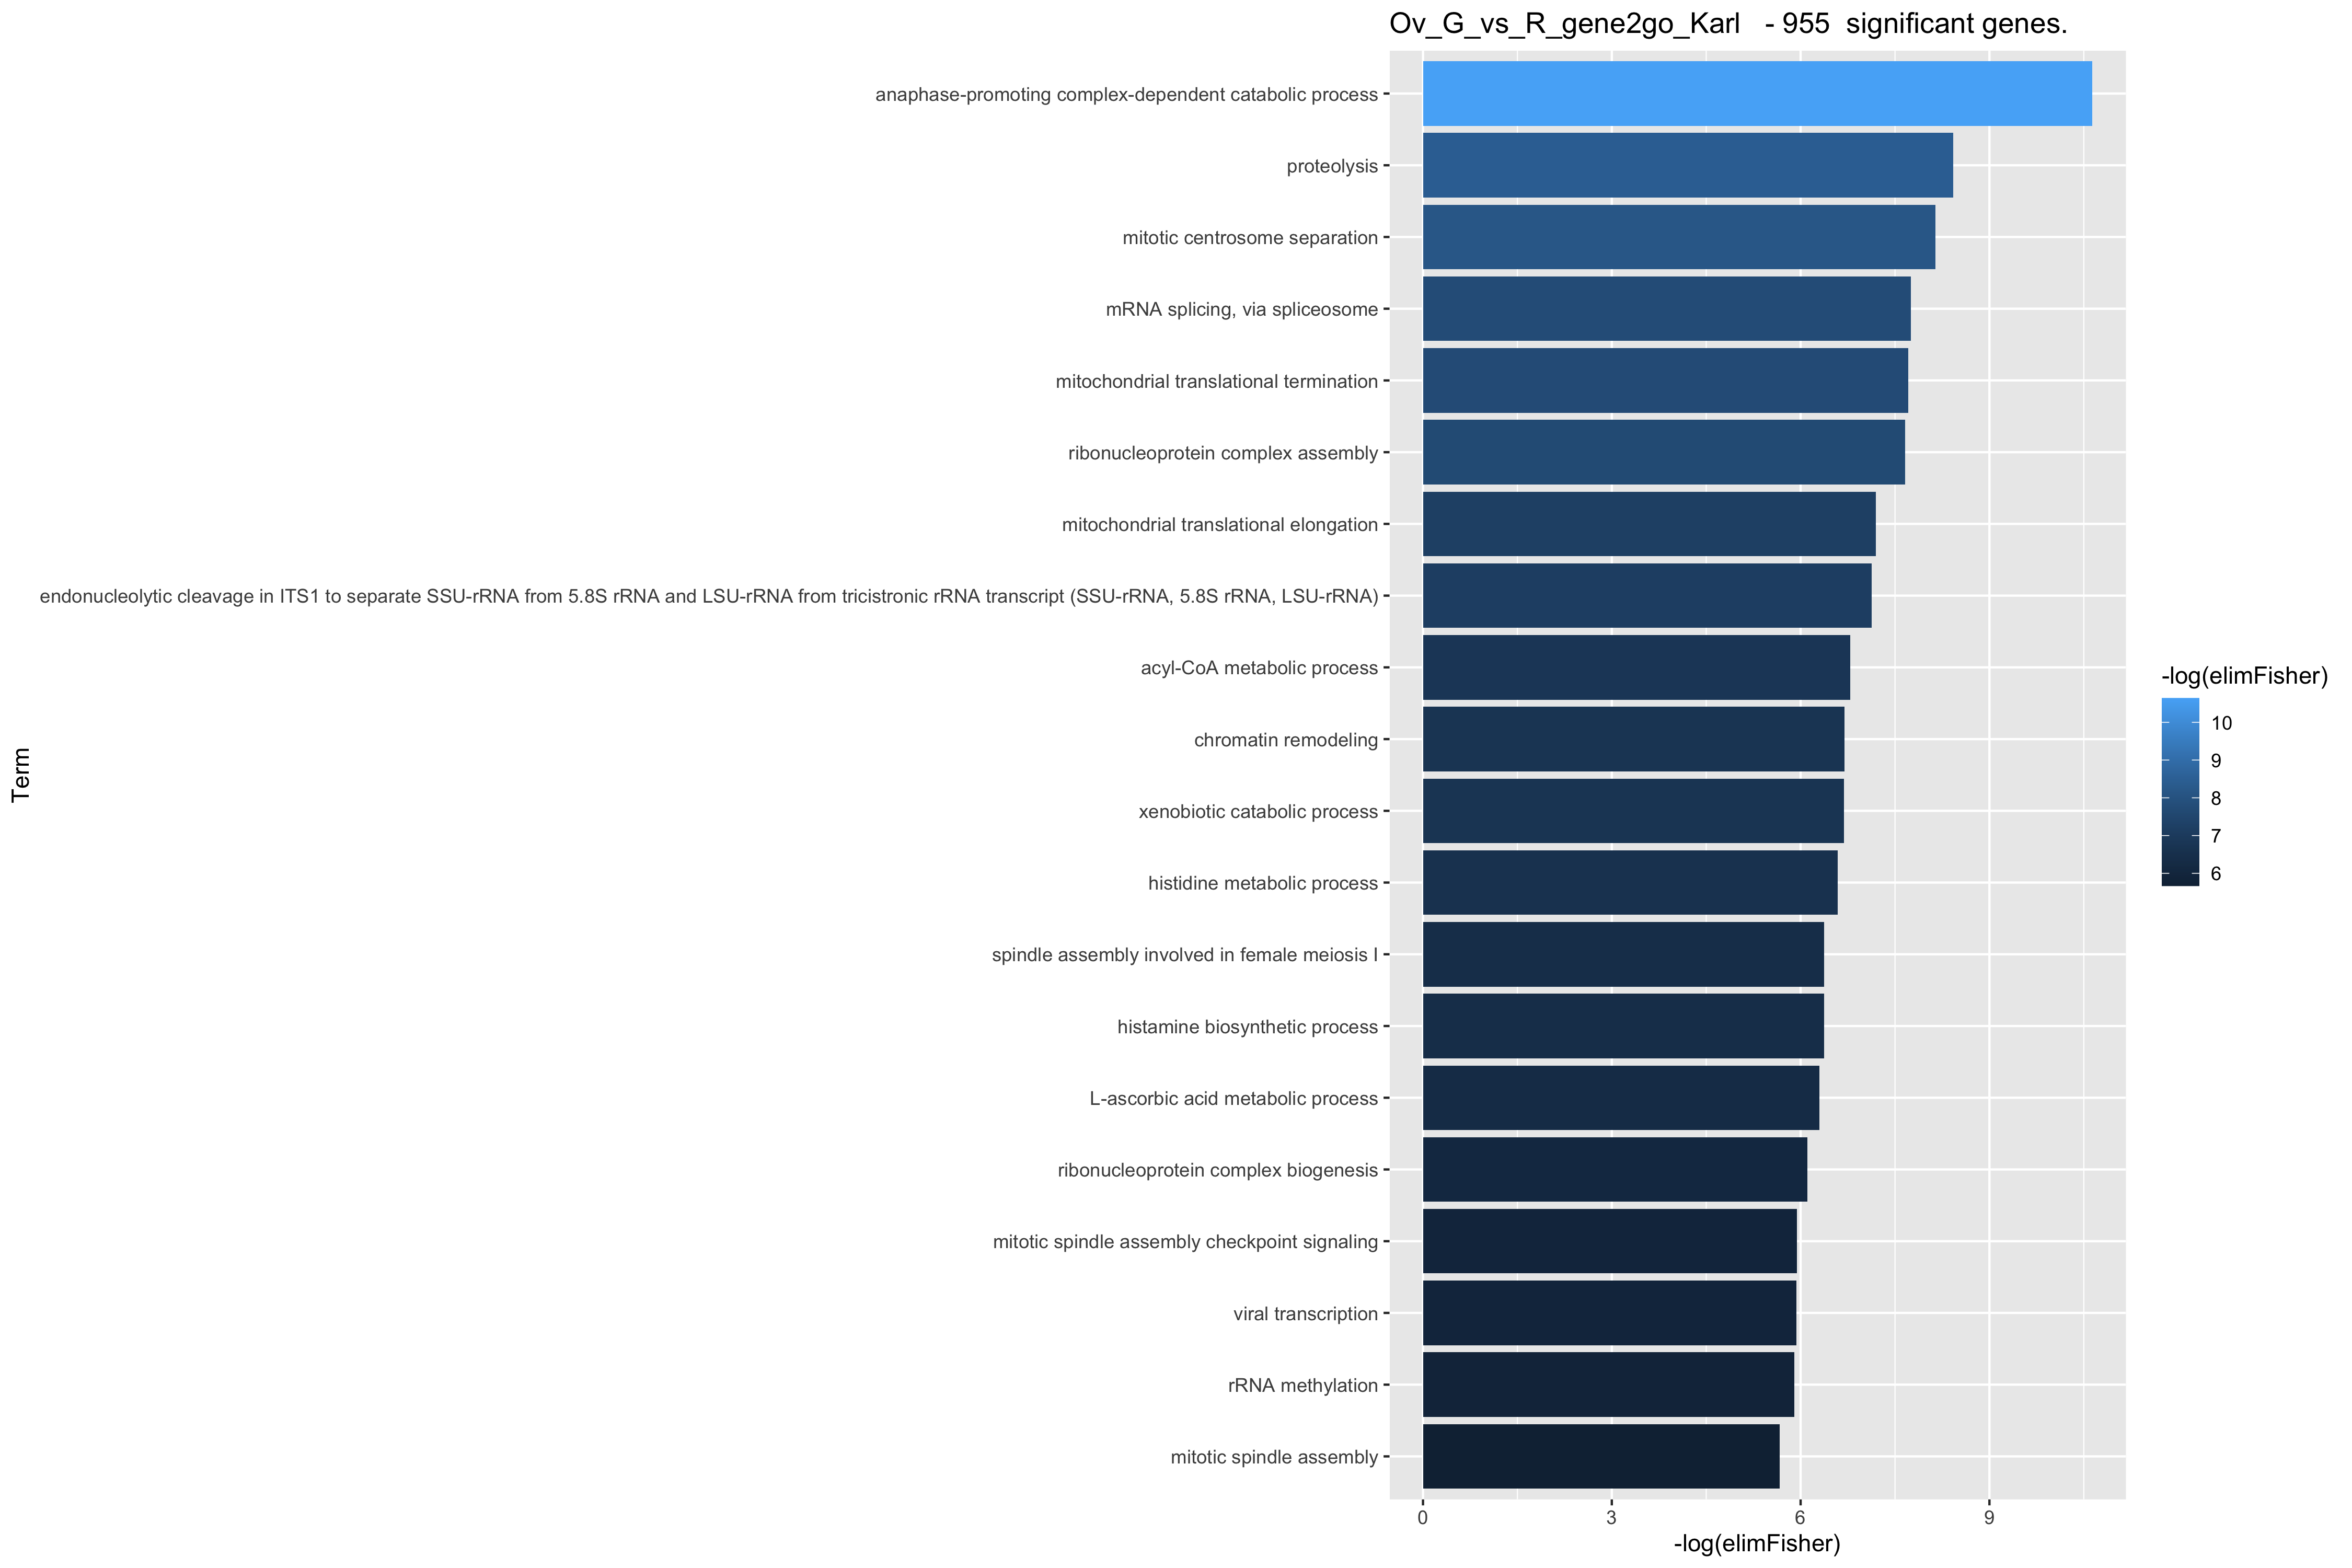 Ov_G_vs_R_gene2go_Karl   - 955  significant genes.
anaphase-promoting complex-dependent catabolic process
proteolysis
mitotic centrosome separation
mRNA splicing, via spliceosome
mitochondrial translational termination
ribonucleoprotein complex assembly
mitochondrial translational elongation
endonucleolytic cleavage in ITS1 to separate SSU-rRNA from 5.8S rRNA and LSU-rRNA from tricistronic rRNA transcript (SSU-rRNA, 5.8S rRNA, LSU-rRNA)
acyl-CoA metabolic process
chromatin remodeling
xenobiotic catabolic process
histidine metabolic process
spindle assembly involved in female meiosis I
histamine biosynthetic process
L-ascorbic acid metabolic process
ribonucleoprotein complex biogenesis
mitotic spindle assembly checkpoint signaling
viral transcription
rRNA methylation
mitotic spindle assembly
Term
0 3 6 9
-log(elimFisher)
-log(elimFisher)
10
9
8
7
6